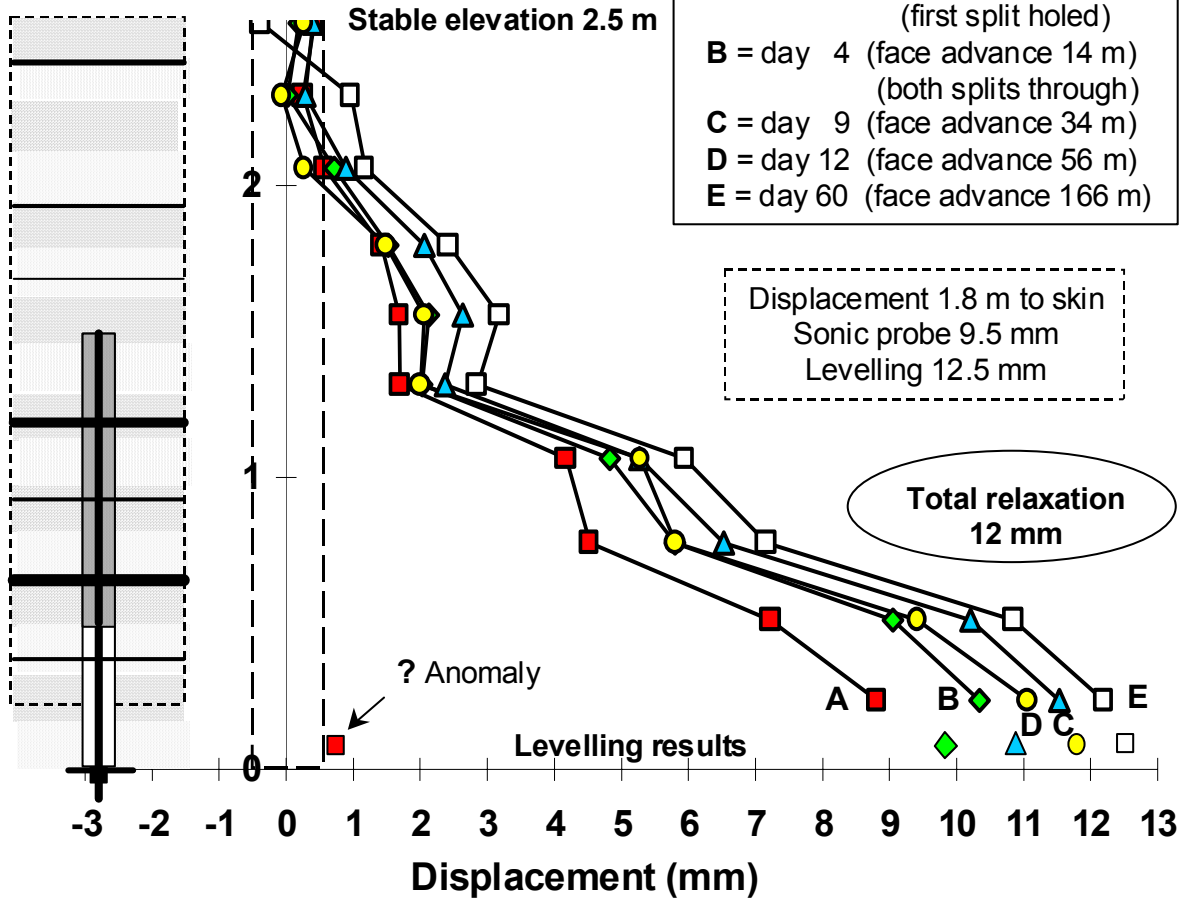 Stable elevation 2.5 m
(first split holed)
B = day 4 (face advance 14 m)
(both splits through)
C = day 9 (face advance 34 m)
D = day 12 (face advance 56 m)
E = day 60 (face advance 166 m)
2
Displacement 1.8 m to skin
Sonic probe 9.5 mm
Levelling 12.5 mm
1
Total relaxation
12 mm
? Anomaly
A
B
D
C
E
Levelling results
0
-3 -2 -1 0 1 2 3 4 5 6 7 8 9 10 11 12 13
Displacement (mm)